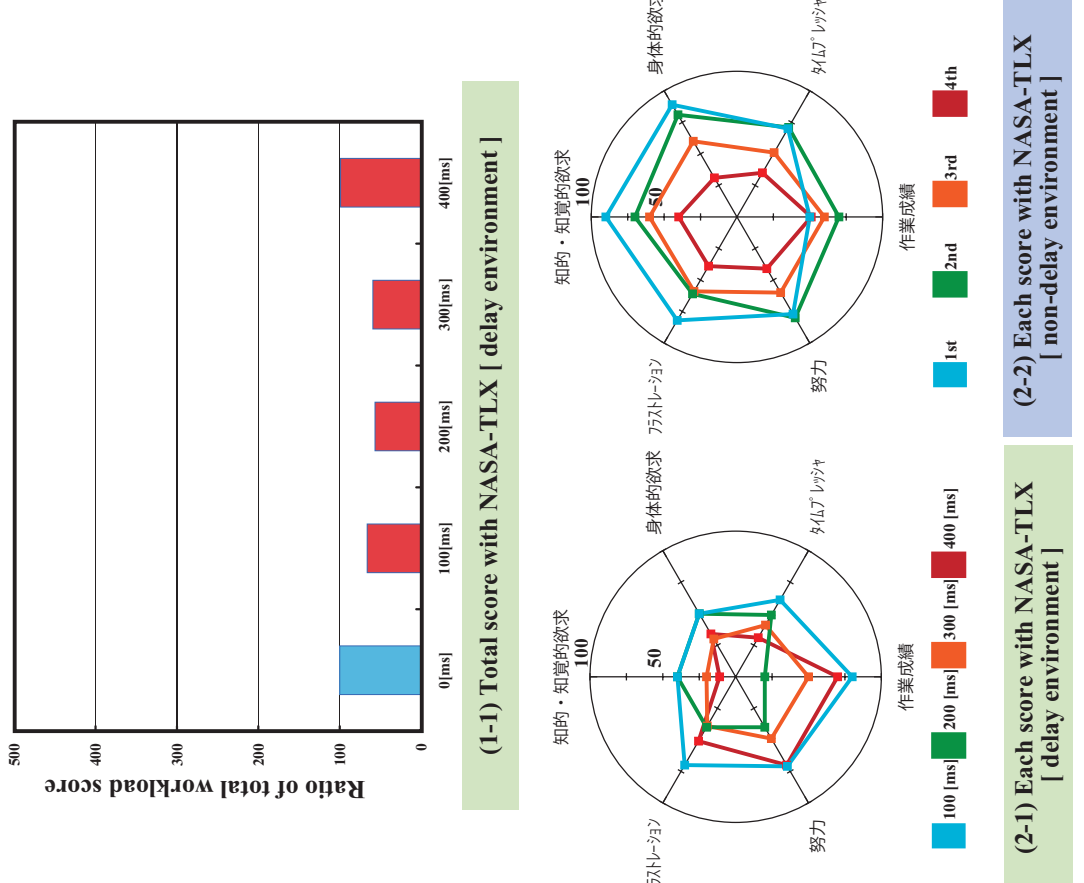 Ratio of total workload score
500
400
300
200
100
0
0[ms]
100[ms]
200[ms]
300[ms]
400[ms]
(1-1) Total score with NASA-TLX [ delay environment ]
知的・知覚的欲求
100
50
身体的欲求
ﾀｲﾑﾌﾟﾚｯｼｬ
作業成績
努力
ﾗｽﾄﾚｰｼｮﾝ
100 [ms]
200 [ms]
300 [ms]
400 [ms]
(2-1) Each score with NASA-TLX
[ delay environment ]
知的・知覚的欲求
100
50
身体的欲求
ﾀｲﾑﾌﾟﾚｯｼｬ
作業成績
努力
ﾌﾗｽﾄﾚｰｼｮﾝ
1st
2nd
3rd
4th
(2-2) Each score with NASA-TLX
[ non-delay environment ]